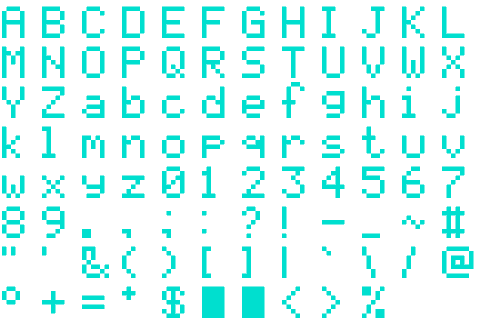 A B C D E F G H I J K L
M N O P Q R S T U V W X
Y Z a b c d e f g h i j
k l m n o p q r s t u v
w x y z 0 1 2 3 4 5 6 7
8 9 . , ; : ? ! - _ ~ #
" ' & ( ) [ ] | ` \ / @
° + = * $ █ █ < > %